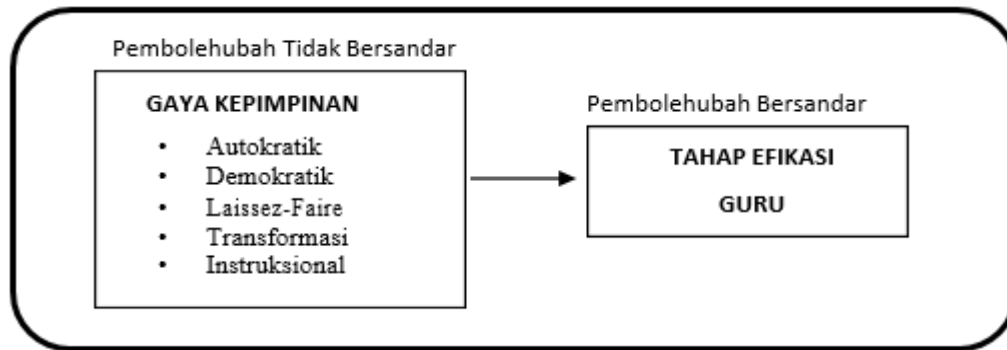 Pembolehubah Tidak Bersandar
GAYA KEPIMPINAN
• Autokratik
• Demokratik
• Laissez-Faire
• Transformasi
• Instruksional
Pembolehubah Bersandar
TAHAP EFIKASI
GURU